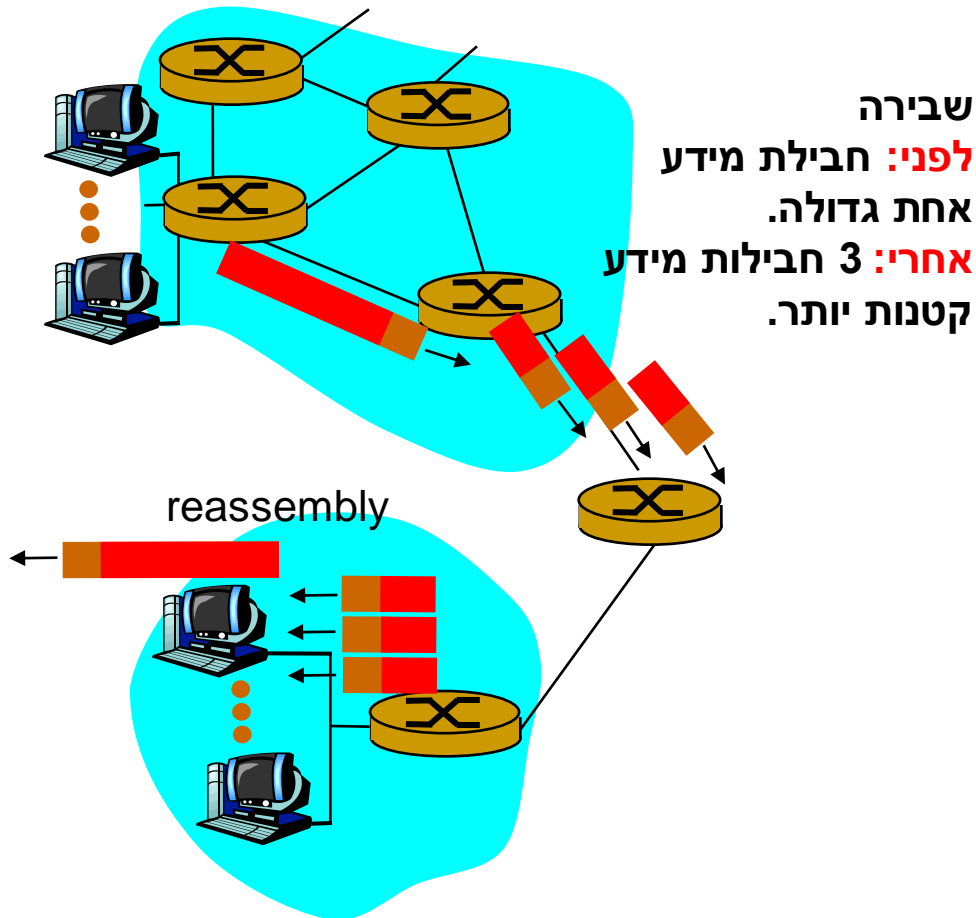 שבירה
לפני: חבילת מידע
אחת גדולה.
אחרי: 3 חבילות מידע
קטנות יותר.
reassembly